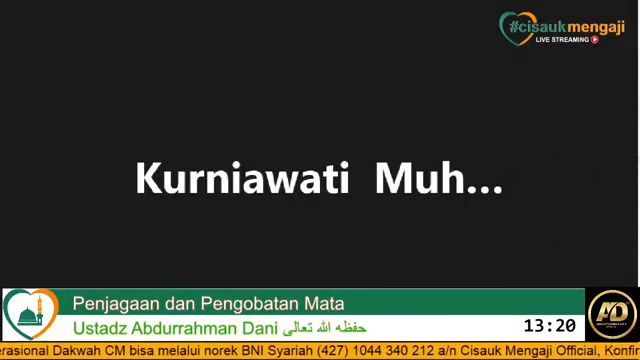 #cisaukmengaji
LIVE STREAMING
Kurniawati Muh...
Penjagaan dan Pengobatan Mata
Ustadz Abdurrahman Dani حفظه الله تعالى
13:20
erasional Dakwah CM bisa melalui norek BNI Syariah (427) 1044 340 212 a/n Cisauk Mengaji Official, Konfir